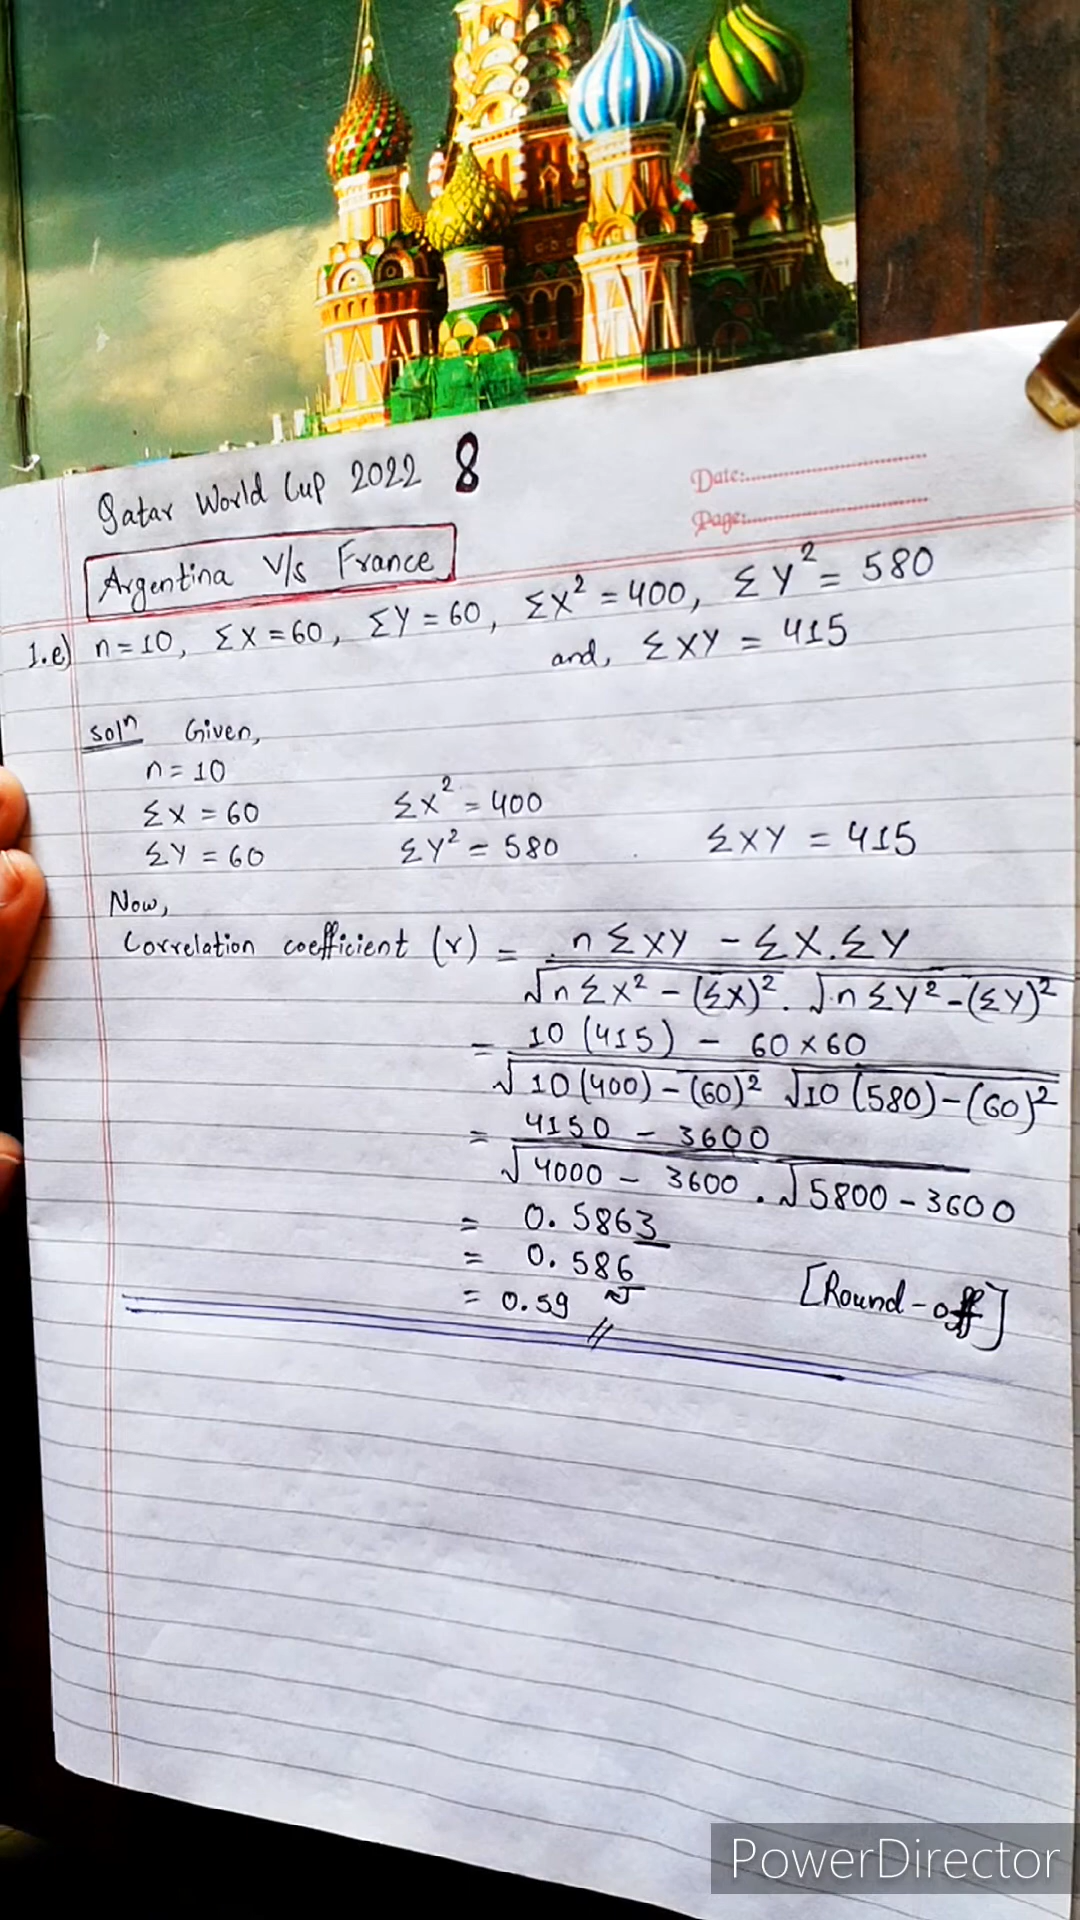 Qatar World Cup 2022 8
Date:
Page:
Argentina V/s France
1.e) n = 10, ΣX = 60, ΣY = 60, ΣX² = 400, ΣY² = 580
and, ΣXY = 415
Solⁿ Given,
n = 10
ΣX = 60 ΣX² = 400
ΣY = 60 ΣY² = 580 ΣXY = 415
Now,
Correlation coefficient (r) = nΣXY - ΣX.ΣY
√nΣX² - (ΣX)² . √nΣY² - (ΣY)²
= 10 (415) - 60 × 60
√10(400) - (60)² √10(580) - (60)²
= 4150 - 3600
√4000 - 3600 . √5800 - 3600
= 0.5863
= 0.586
= 0.59 [Round-off]
PowerDirector